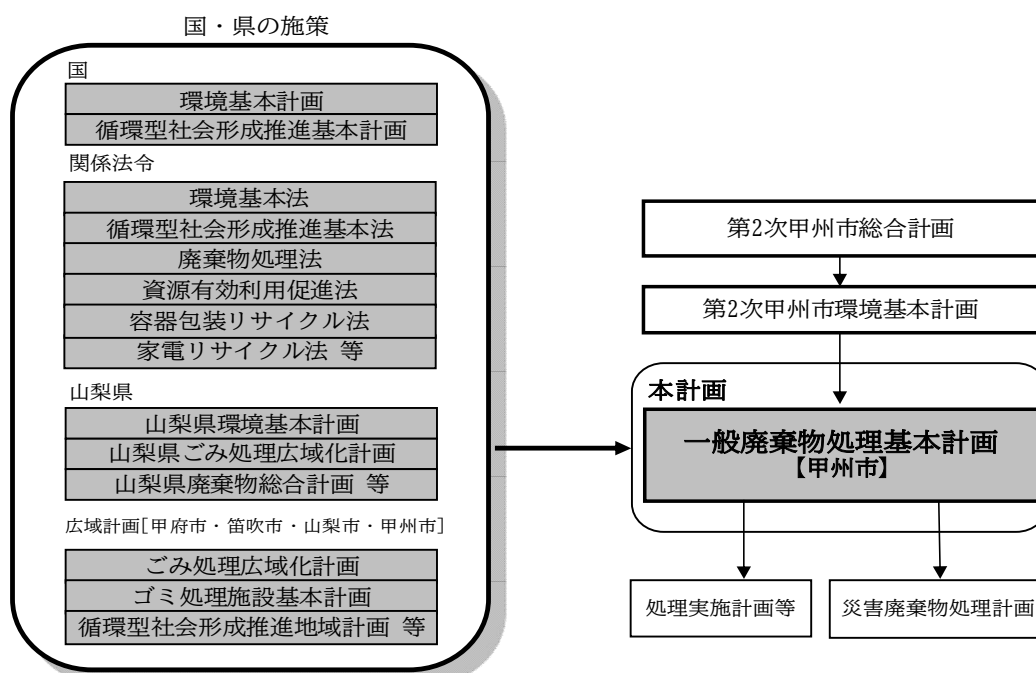 国・県の施策
国
環境基本計画
循環型社会形成推進基本計画
関係法令
環境基本法
循環型社会形成推進基本法
廃棄物処理法
資源有効利用促進法
容器包装リサイクル法
家電リサイクル法 等
山梨県
山梨県環境基本計画
山梨県ごみ処理広域化計画
山梨県廃棄物総合計画 等
広域計画[甲府市・笛吹市・山梨市・甲州市]
ごみ処理広域化計画
ゴミ処理施設基本計画
循環型社会形成推進地域計画 等
第2次甲州市総合計画
第2次甲州市環境基本計画
本計画
一般廃棄物処理基本計画
【甲州市】
処理実施計画等
災害廃棄物処理計画